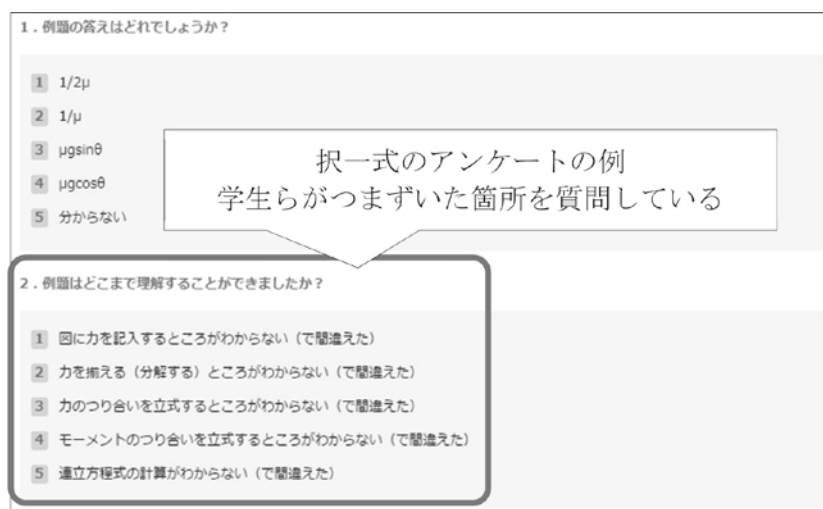 1．例題の答えはどれでしょうか？
1 1/2μ
2 1/μ
3 μgsinθ
4 μgcosθ
5 分からない
択一式のアンケートの例
学生らがつまずいた箇所を質問している
2．例題はどこまで理解することができましたか？
1 図に力を記入するところがわからない（で間違えた）
2 力を揃える（分解する）ところがわからない（で間違えた）
3 力のつり合いを立式するところがわからない（で間違えた）
4 モーメントのつり合いを立式するところがわからない（で間違えた）
5 連立方程式の計算がわからない（で間違えた）